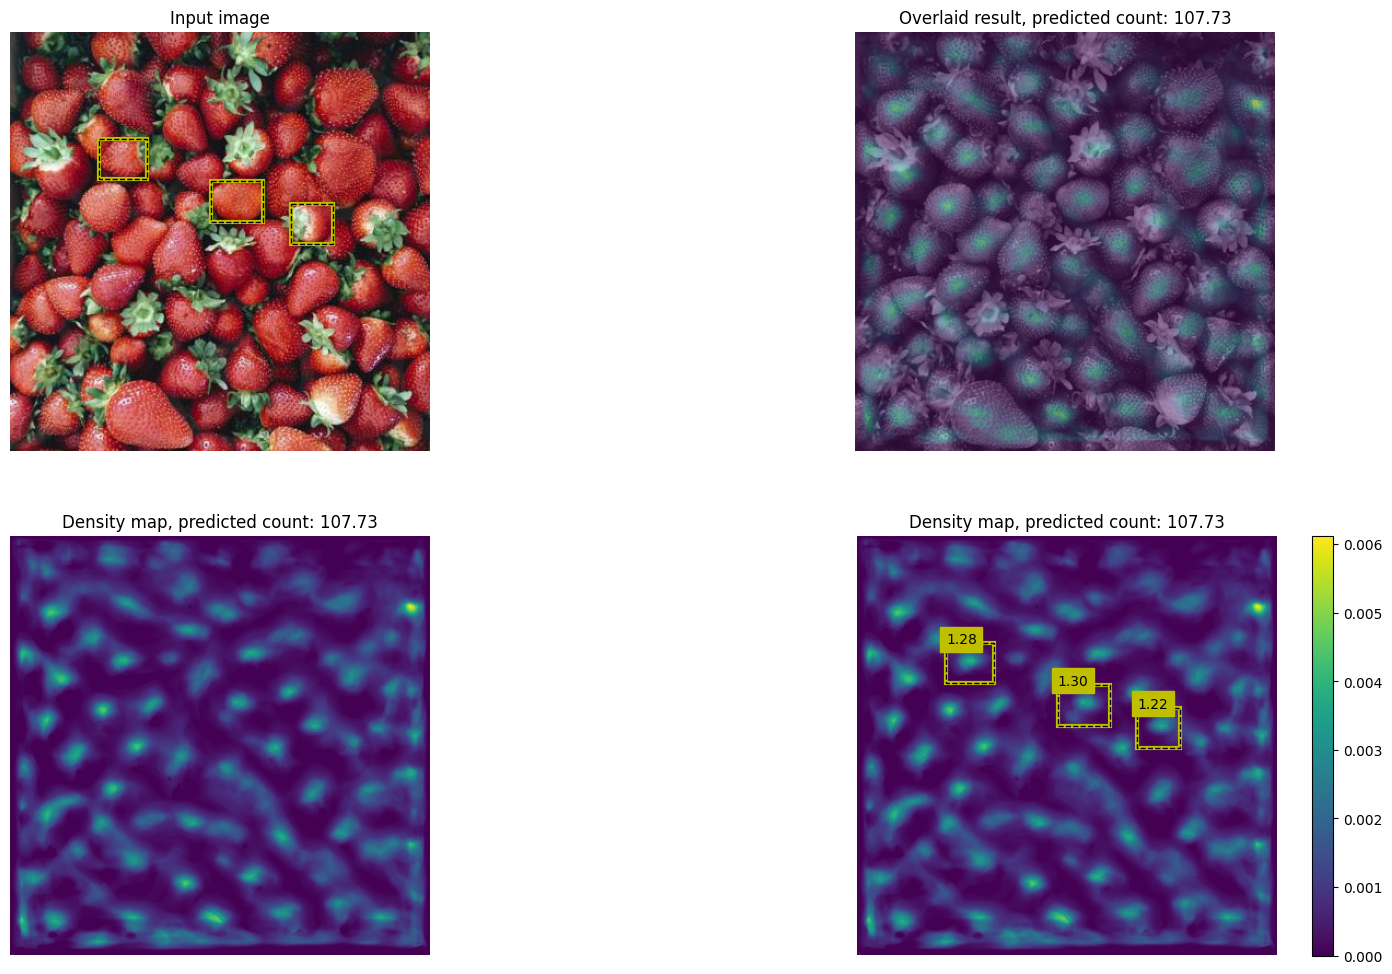 Input image
Overlaid result, predicted count: 107.73
Density map, predicted count: 107.73
Density map, predicted count: 107.73
1.28
1.30
1.22
0.006
0.005
0.004
0.003
0.002
0.001
0.000